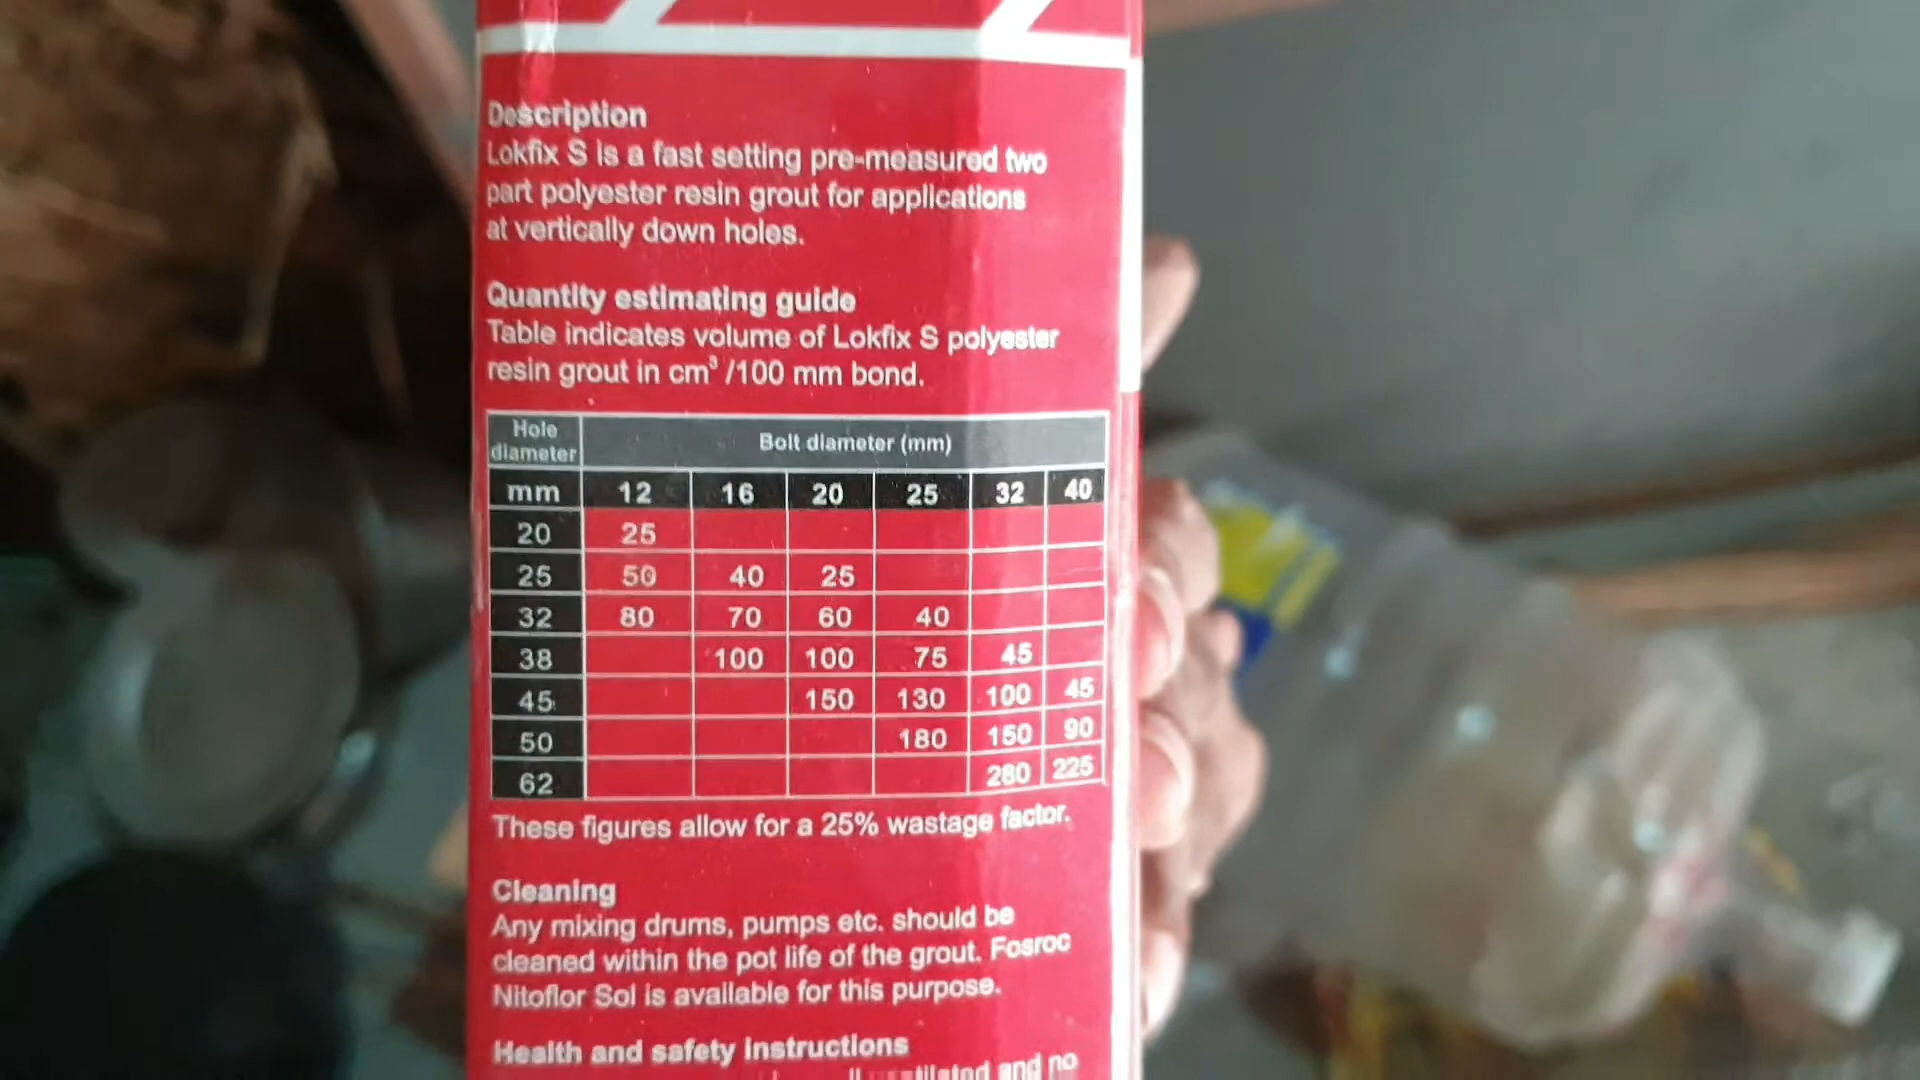 Description
Lokfix S is a fast setting pre-measured two
part polyester resin grout for applications
at vertically down holes.
Quantity estimating guide
Table indicates volume of Lokfix S polyester
resin grout in cm³ /100 mm bond.
Hole diameter Bolt diameter (mm)
mm 12 16 20 25 32 40
20 25
25 50 40 25
32 80 70 60 40
38 100 100 75 45
45 150 130 100 45
50 180 150 90
62 280 225
These figures allow for a 25% wastage factor.
Cleaning
Any mixing drums, pumps etc. should be
cleaned within the pot life of the grout. Fosroc
Nitoflor Sol is available for this purpose.
Health and safety instructions
and no